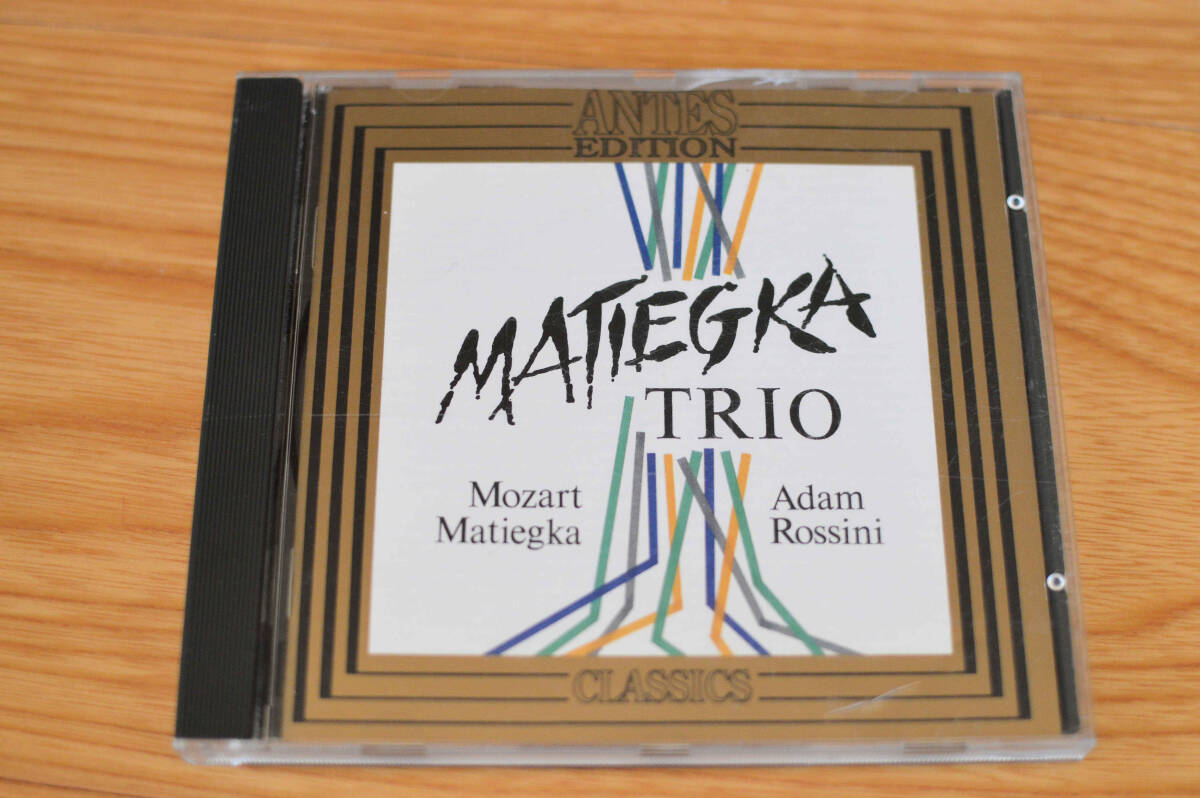 ANTES
EDITION
MATIEGKA
TRIO
Mozart
Matiegka
Adam
Rossini
CLASSICS